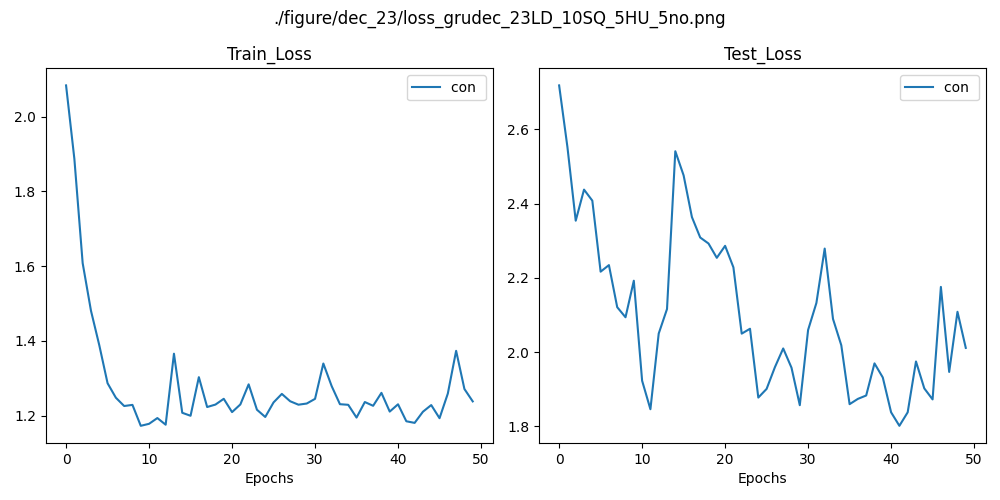 ./figure/dec_23/loss_grudec_23LD_10SQ_5HU_5no.png
Train_Loss
con
2.0
1.8
1.6
1.4
1.2
0 10 20 30 40 50
Epochs
Test_Loss
con
2.6
2.4
2.2
2.0
1.8
0 10 20 30 40 50
Epochs